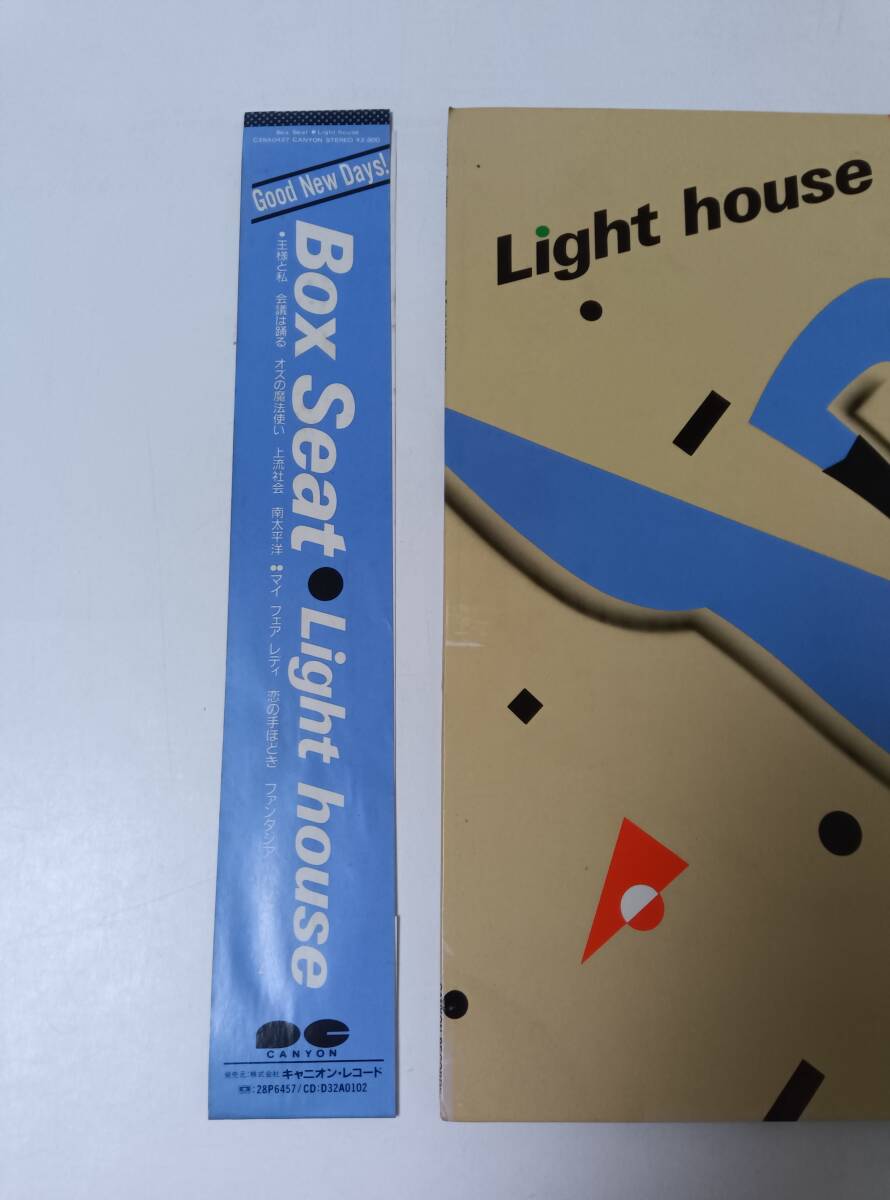 Box Seat ● Light house
C28A0457 CANYON STEREO ¥2,800
Good New Days!
Box Seat ● Light house
●王様と私 会議は踊る オズの魔法使い 上流社会 南太平洋 ●●マイ フェア レディ 恋の手ほどき ファンタジア
CANYON
発売元:株式会社 キャニオン・レコード
:28P6457/CD:D32A0102
Light house